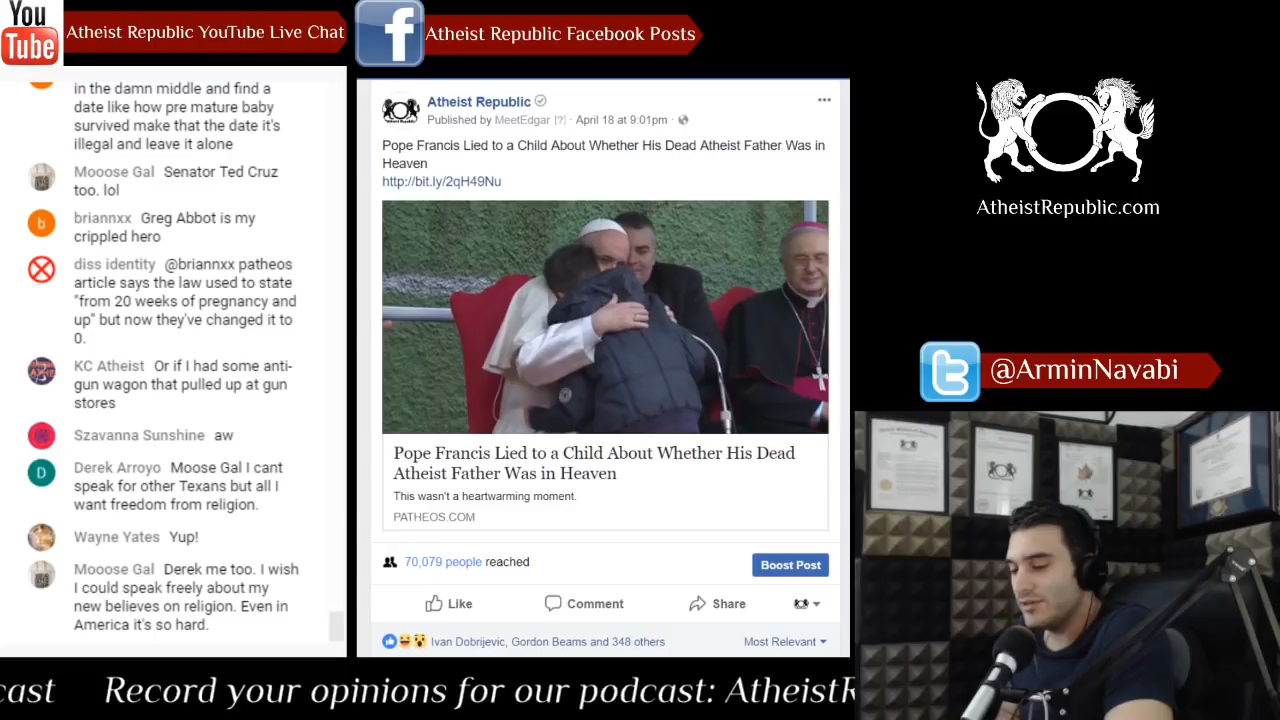 You
Tube
Atheist Republic YouTube Live Chat
f
Atheist Republic Facebook Posts
in the damn middle and find a
date like how pre mature baby
survived make that the date it's
illegal and leave it alone
Mooose Gal Senator Ted Cruz
too. lol
b
briannxx Greg Abbot is my
crippled hero
diss identity @briannxx patheos
article says the law used to state
"from 20 weeks of pregnancy and
up" but now they've changed it to
0.
KC Atheist Or if I had some anti-
gun wagon that pulled up at gun
stores
Szavanna Sunshine aw
D
Derek Arroyo Moose Gal I cant
speak for other Texans but all I
want freedom from religion.
Wayne Yates Yup!
Mooose Gal Derek me too. I wish
I could speak freely about my
new believes on religion. Even in
America it's so hard.
Atheist Republic
Published by MeetEdgar [?] · April 18 at 9:01pm ·
Pope Francis Lied to a Child About Whether His Dead Atheist Father Was in
Heaven
http://bit.ly/2qH49Nu
Pope Francis Lied to a Child About Whether His Dead
Atheist Father Was in Heaven
This wasn't a heartwarming moment.
PATHEOS.COM
70,079 people reached
Boost Post
Like Comment Share
Ivan Dobrijevic, Gordon Beams and 348 others
Most Relevant
AtheistRepublic.com
t
@ArminNavabi
cast Record your opinions for our podcast: AtheistR